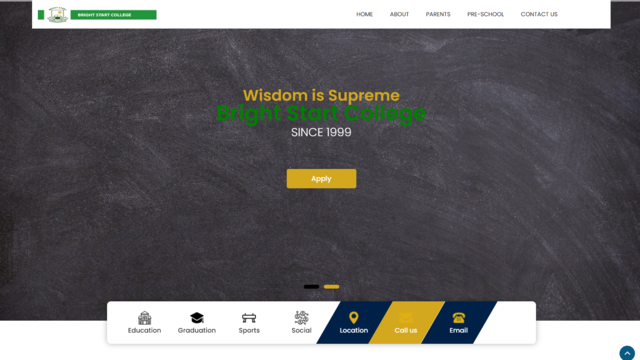 BRIGHT START COLLEGE
HOME ABOUT PARENTS PRE-SCHOOL CONTACT US
Wisdom is Supreme
Bright Start College
SINCE 1999
Apply
Education Graduation Sports Social Location Call us Email